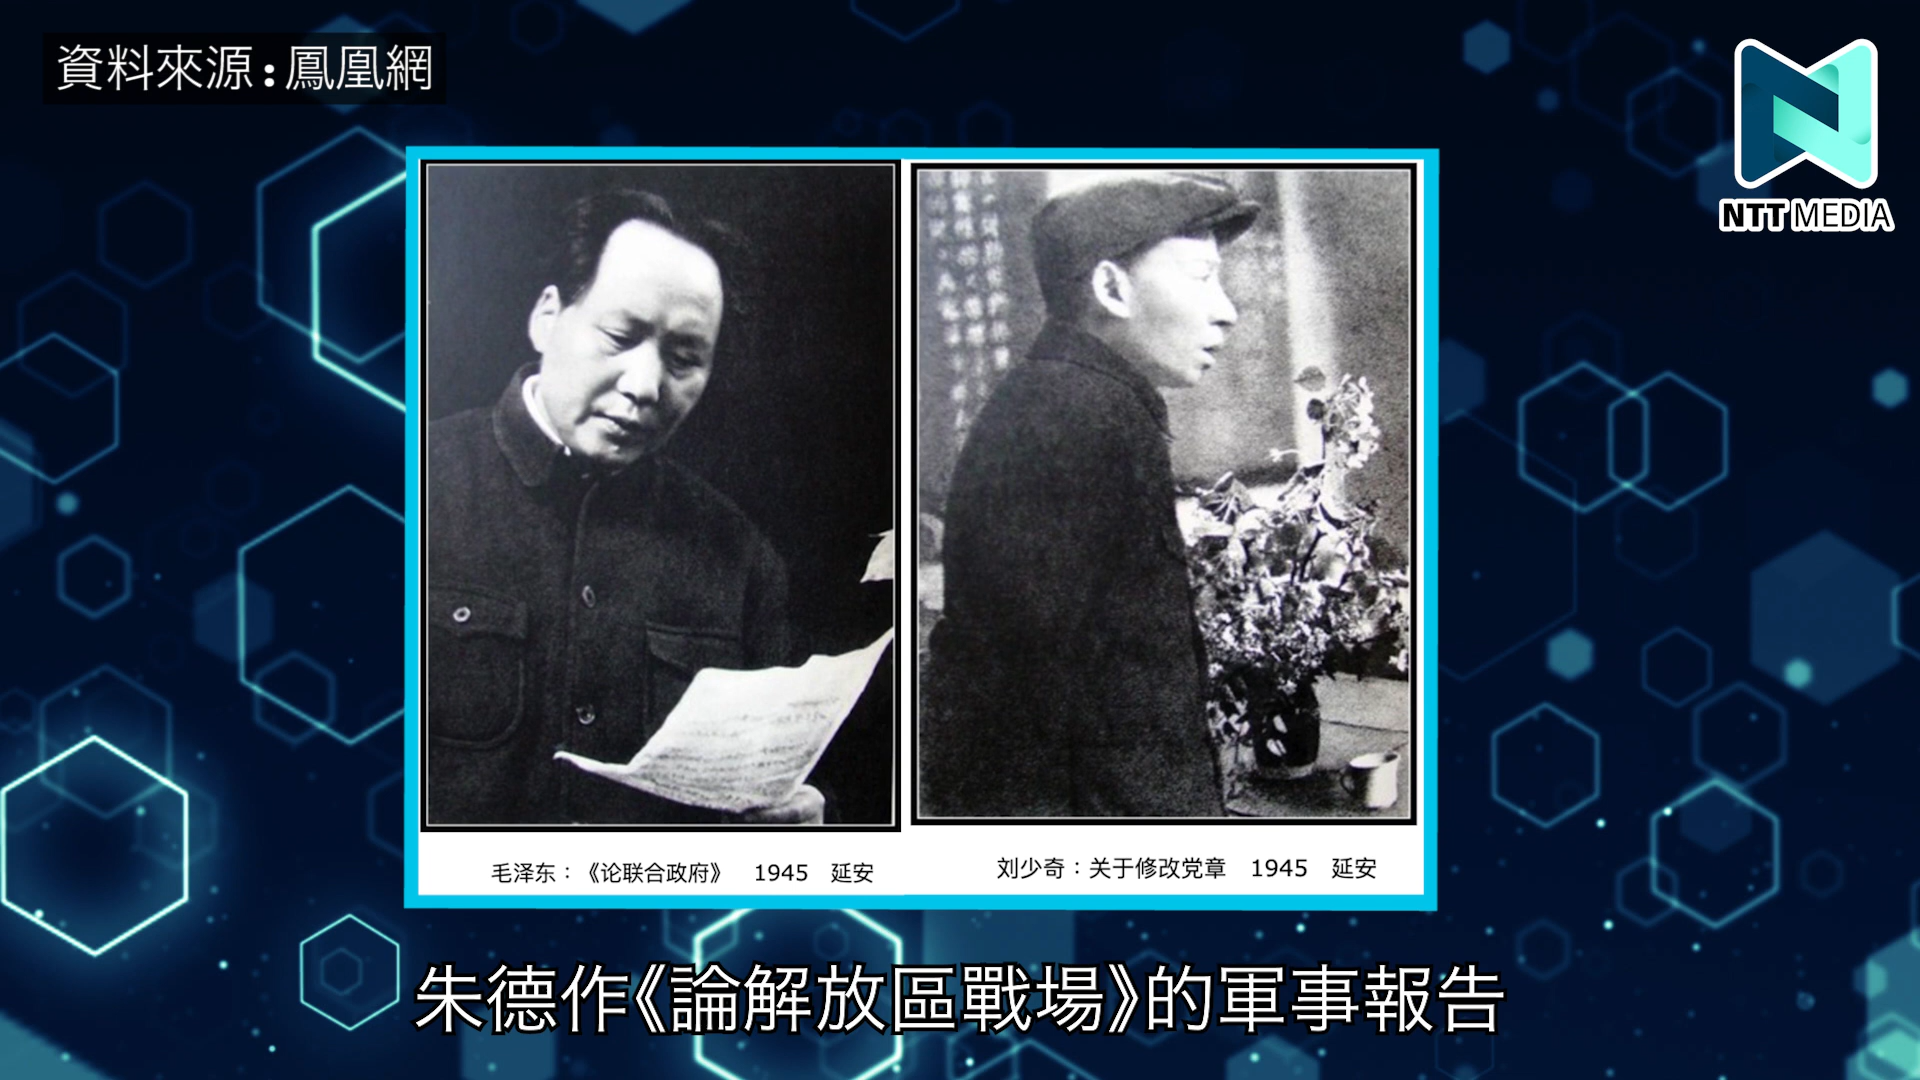 資料來源：鳳凰網
NTT MEDIA
毛泽东：《论联合政府》 1945 延安
刘少奇：关于修改党章 1945 延安
朱德作《論解放區戰場》的軍事報告